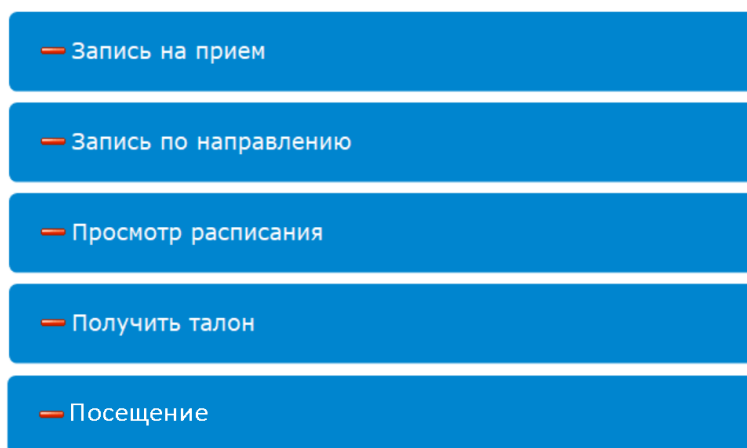 Запись на прием
Запись по направлению
Просмотр расписания
Получить талон
Посещение